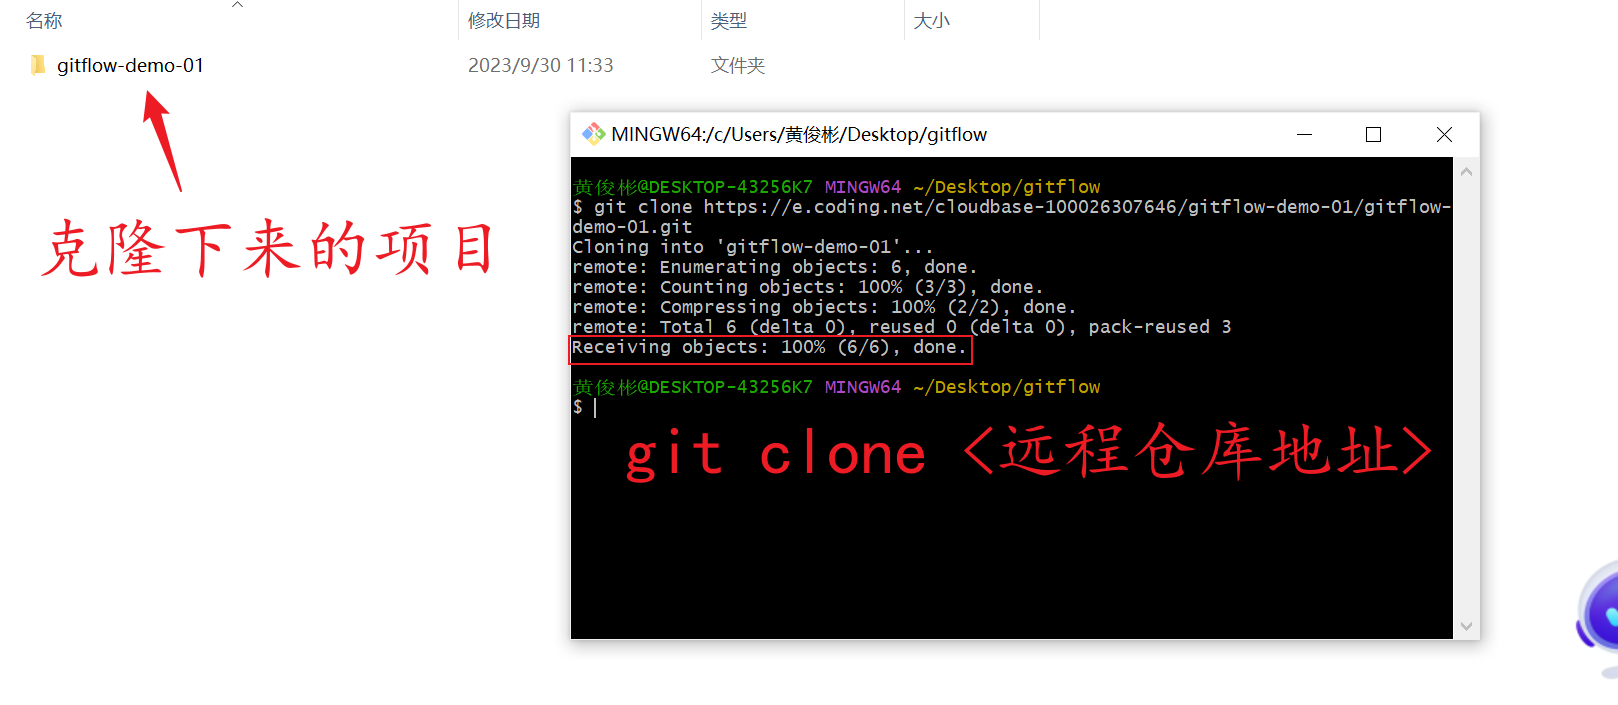 名称 修改日期 类型 大小
gitflow-demo-01 2023/9/30 11:33 文件夹
克隆下来的项目
MINGW64:/c/Users/黄俊彬/Desktop/gitflow
黄俊彬@DESKTOP-43256K7 MINGW64 ~/Desktop/gitflow
$ git clone https://e.coding.net/cloudbase-100026307646/gitflow-demo-01/gitflow-
demo-01.git
Cloning into 'gitflow-demo-01'...
remote: Enumerating objects: 6, done.
remote: Counting objects: 100% (3/3), done.
remote: Compressing objects: 100% (2/2), done.
remote: Total 6 (delta 0), reused 0 (delta 0), pack-reused 3
Receiving objects: 100% (6/6), done.
黄俊彬@DESKTOP-43256K7 MINGW64 ~/Desktop/gitflow
$
git clone <远程仓库地址>